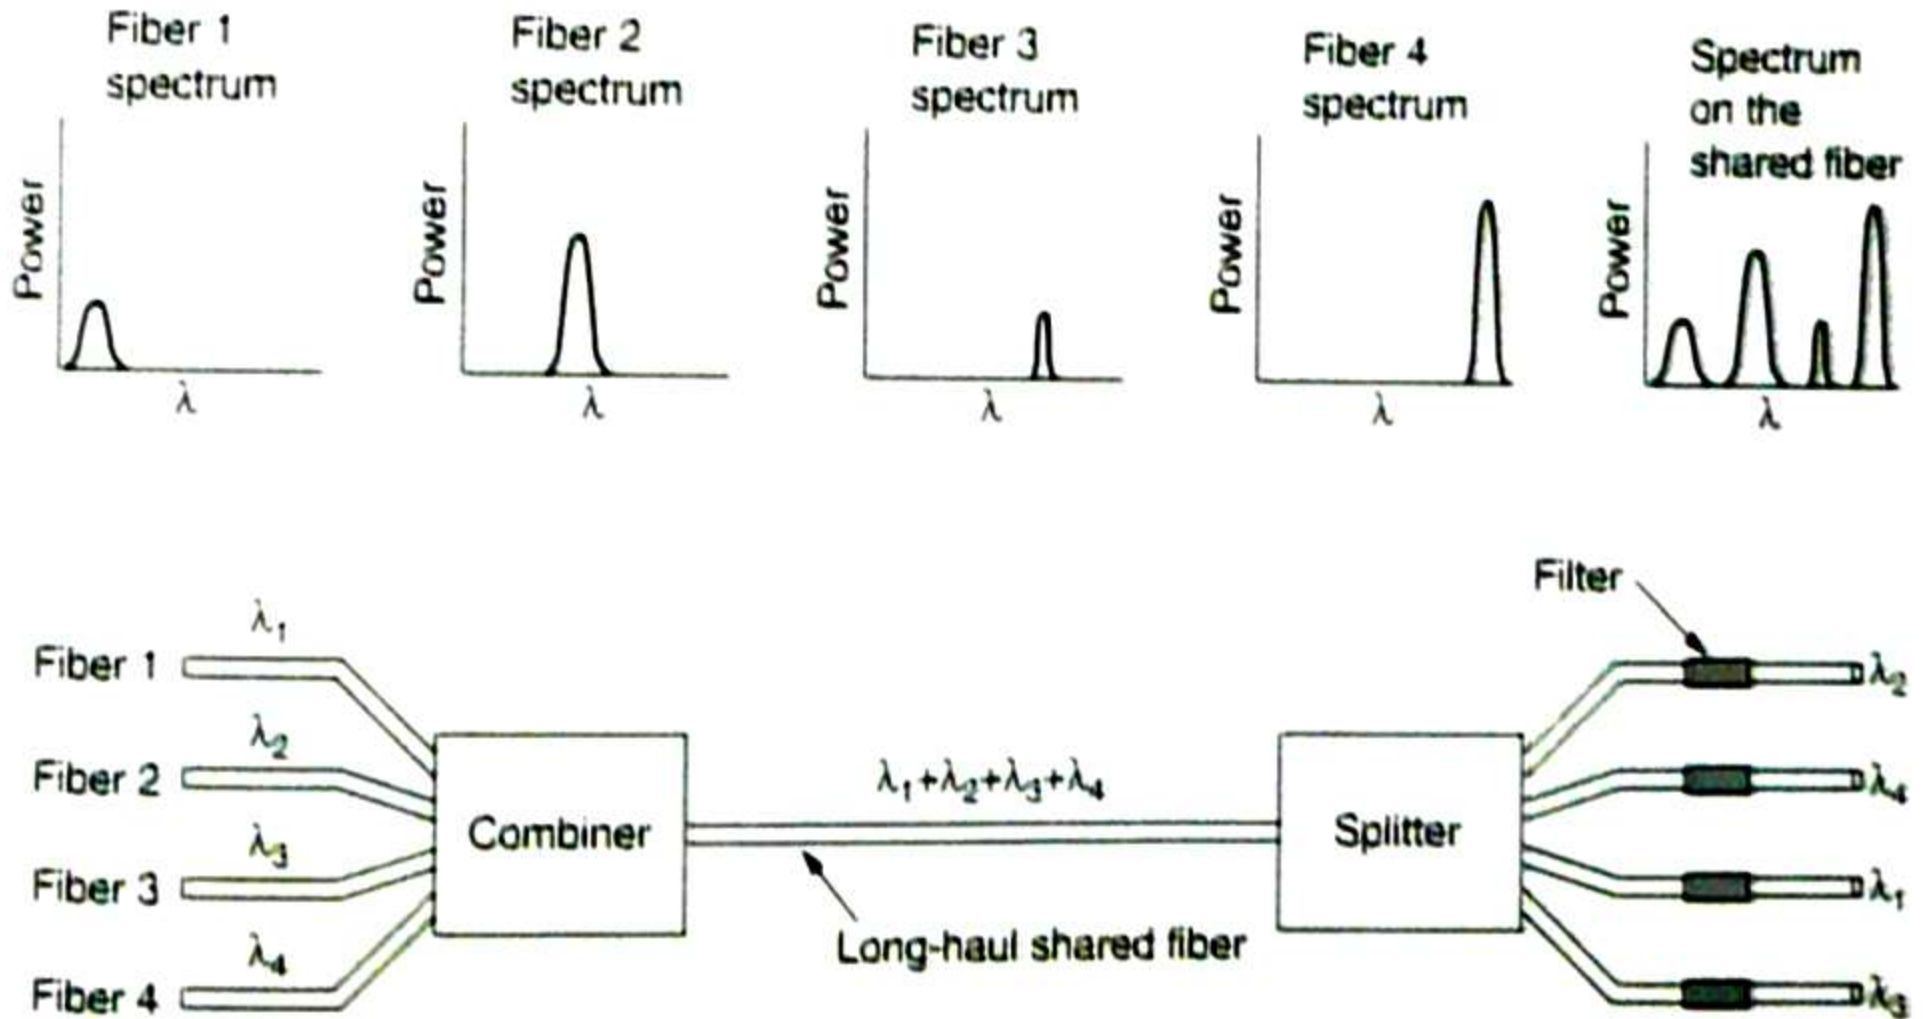 Fiber 1
spectrum
Fiber 2
spectrum
Fiber 3
spectrum
Fiber 4
spectrum
Spectrum
on the
shared fiber
Power
λ
Power
λ
Power
λ
Power
λ
Power
λ
Filter
Fiber 1
λ₁
Fiber 2
λ₂
Fiber 3
λ₃
Fiber 4
λ₄
Combiner
λ₁+λ₂+λ₃+λ₄
Long-haul shared fiber
Splitter
λ₂
λ₄
λ₁
λ₃